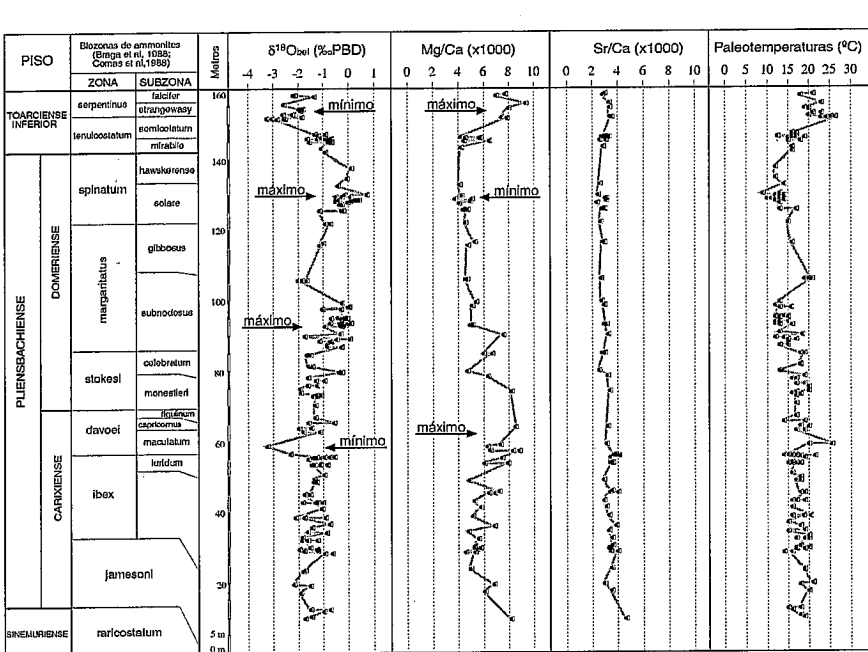 PISO
Biozonas de ammonites
(Braga et al, 1988;
Comas et al, 1988)
ZONA
SUBZONA
Metros
δ¹⁸Obel (‰PBD)
-4 -3 -2 -1 0 1
Mg/Ca (x1000)
0 2 4 6 8 10
Sr/Ca (x1000)
0 2 4 6 8 10
Paleotemperaturas (ºC)
0 5 10 15 20 25 30
TOARCIENSE
INFERIOR
PLIENSBACHIENSE
DOMERIENSE
CARIXIENSE
SINEMURIENSE
serpentinus
tenuicostatum
spinatum
margaritatus
stokesi
davoei
ibex
jamesoni
raricostatum
falcifer
strangewasy
semicelatum
mirabile
hawskerense
solare
gibbosus
subnodosus
celebratum
monestieri
figulinum
capricornus
maculatum
luridum
160
140
120
100
80
60
40
20
5 m
0 m
mínimo
máximo
máximo
mínimo
máximo
mínimo
máximo